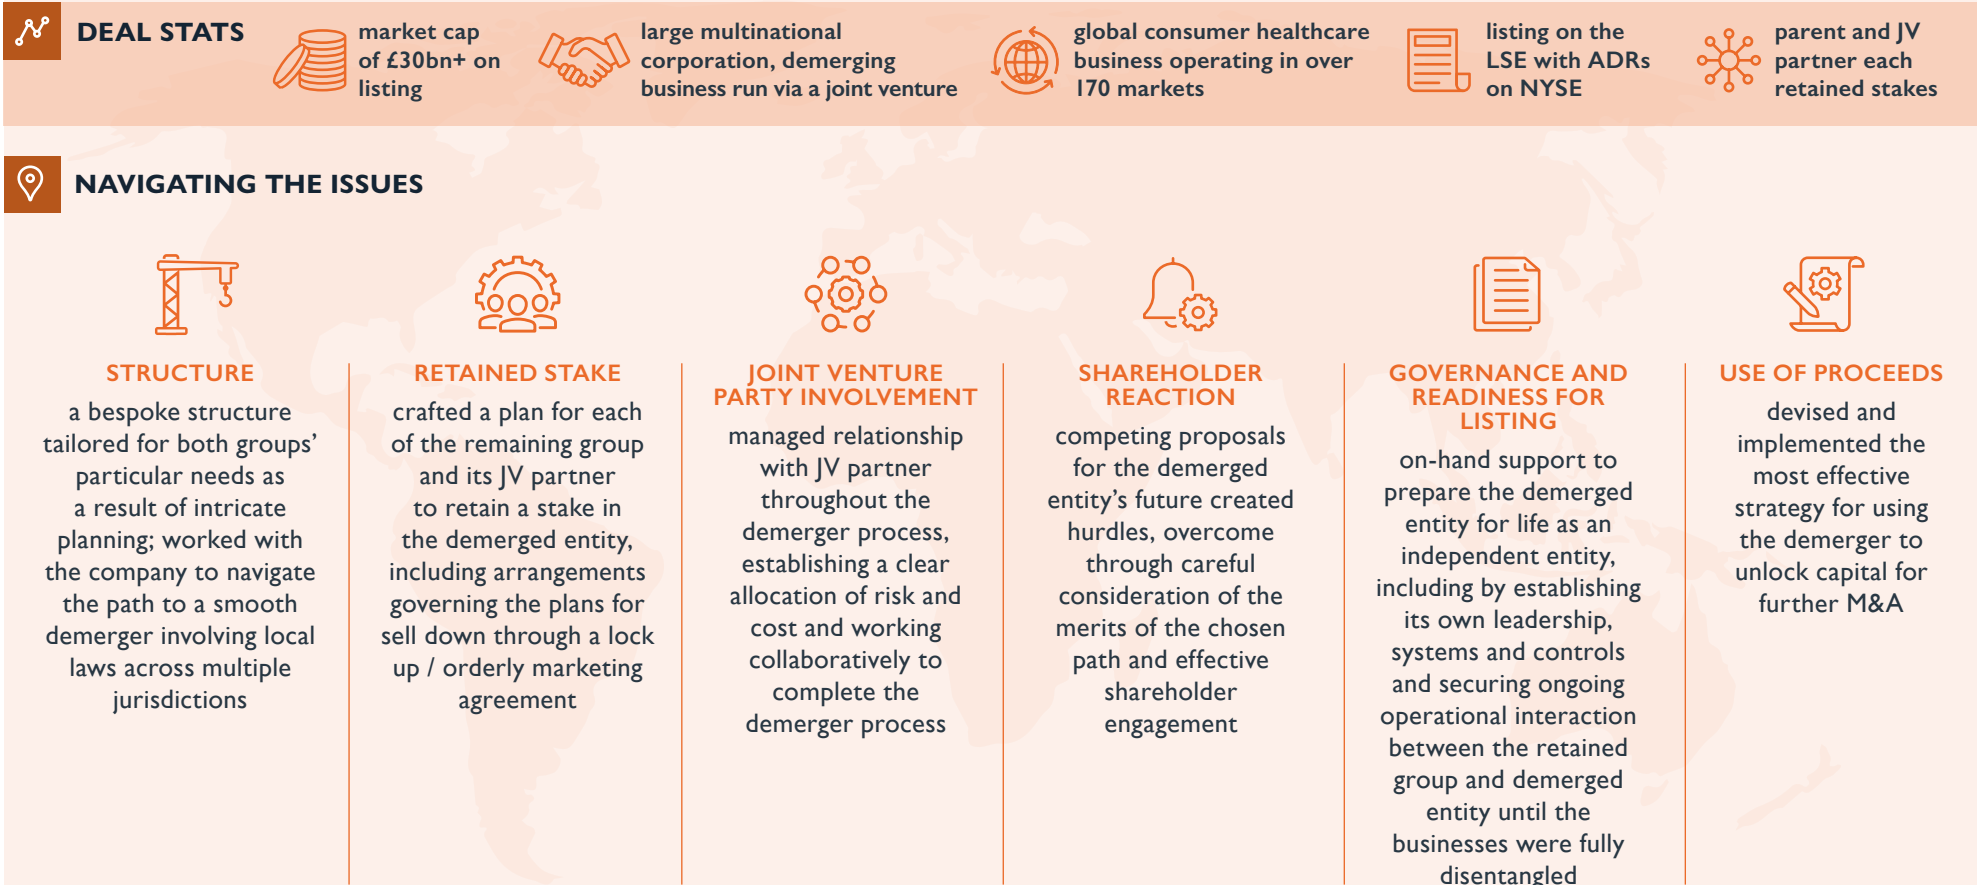 DEAL STATS
market cap
of £30bn+ on
listing
large multinational
corporation, demerging
business run via a joint venture
global consumer healthcare
business operating in over
170 markets
listing on the
LSE with ADRs
on NYSE
parent and JV
partner each
retained stakes
NAVIGATING THE ISSUES
STRUCTURE
a bespoke structure
tailored for both groups’
particular needs as
a result of intricate
planning; worked with
the company to navigate
the path to a smooth
demerger involving local
laws across multiple
jurisdictions
RETAINED STAKE
crafted a plan for each
of the remaining group
and its JV partner
to retain a stake in
the demerged entity,
including arrangements
governing the plans for
sell down through a lock
up / orderly marketing
agreement
JOINT VENTURE
PARTY INVOLVEMENT
managed relationship
with JV partner
throughout the
demerger process,
establishing a clear
allocation of risk and
cost and working
collaboratively to
complete the
demerger process
SHAREHOLDER
REACTION
competing proposals
for the demerged
entity’s future created
hurdles, overcome
through careful
consideration of the
merits of the chosen
path and effective
shareholder
engagement
GOVERNANCE AND
READINESS FOR
LISTING
on-hand support to
prepare the demerged
entity for life as an
independent entity,
including by establishing
its own leadership,
systems and controls
and securing ongoing
operational interaction
between the retained
group and demerged
entity until the
businesses were fully
disentangled
USE OF PROCEEDS
devised and
implemented the
most effective
strategy for using
the demerger to
unlock capital for
further M&A